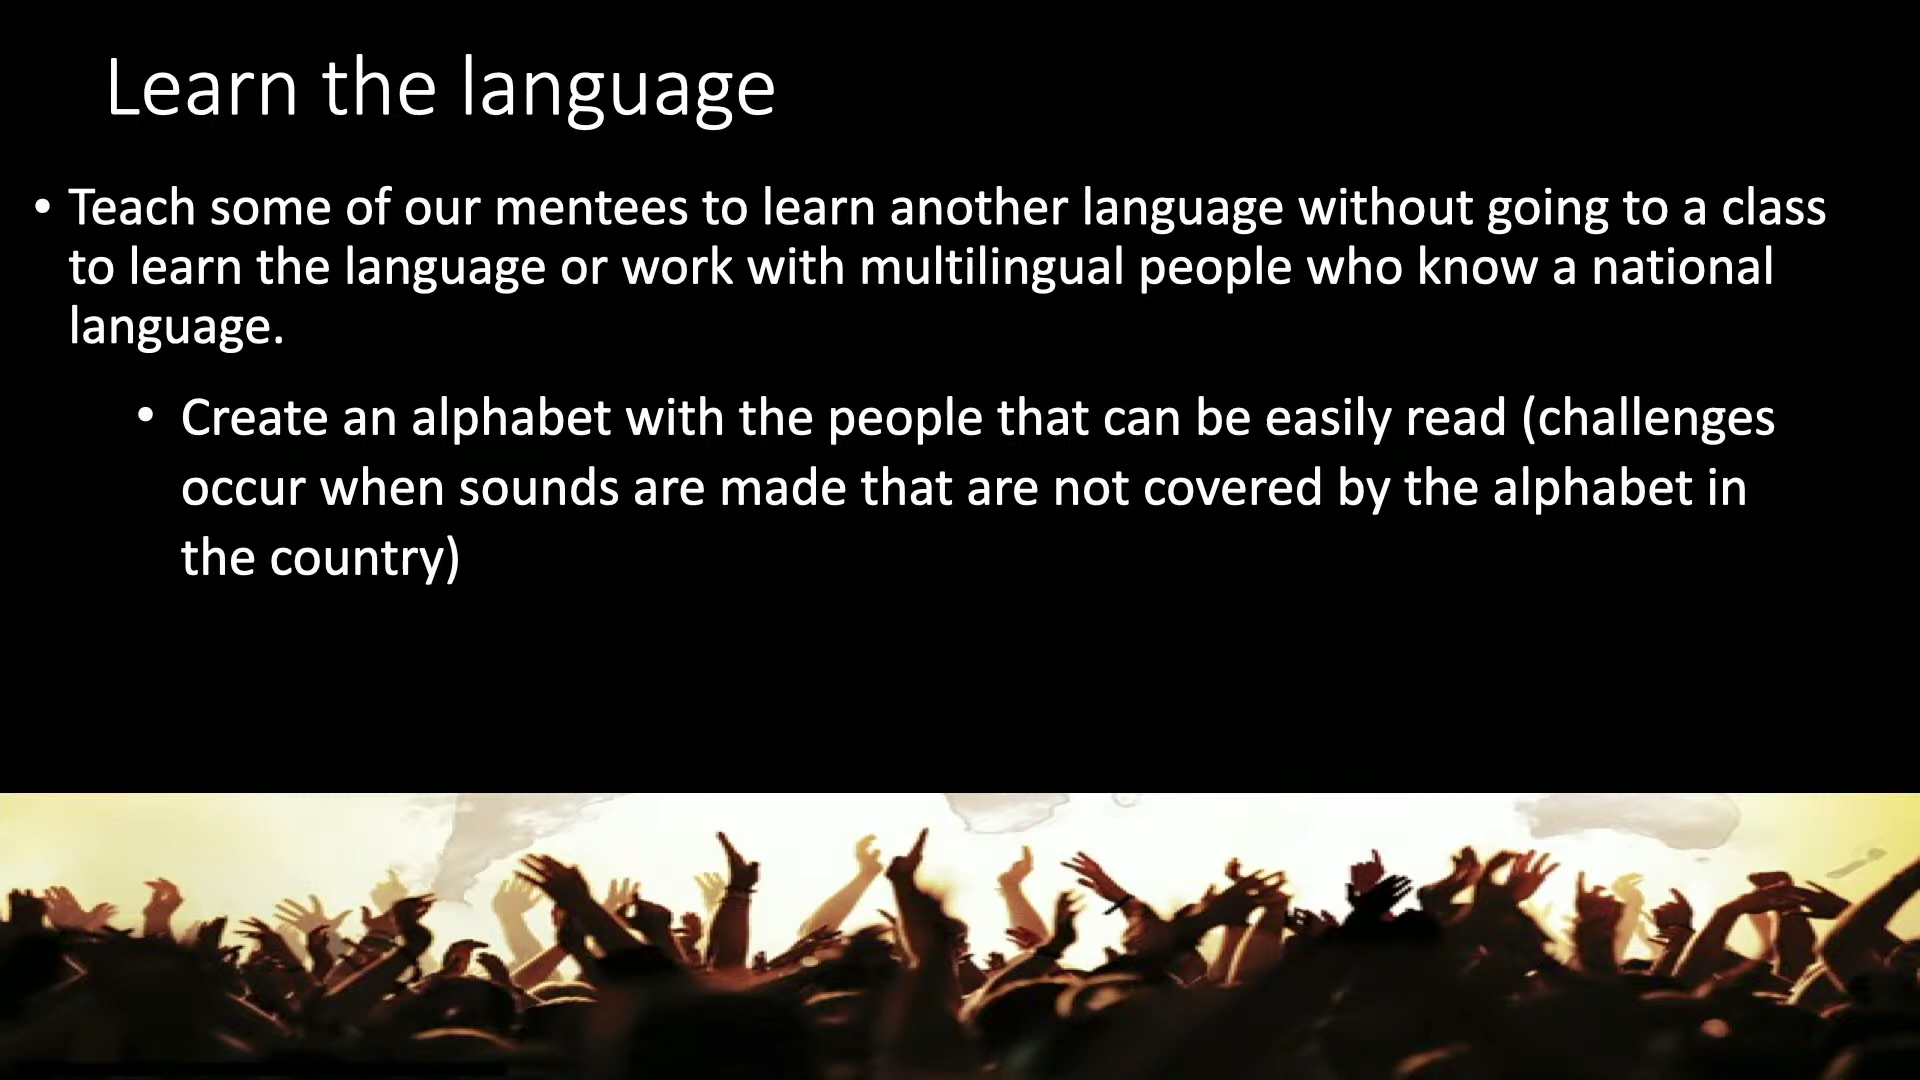 Learn the language
• Teach some of our mentees to learn another language without going to a class
to learn the language or work with multilingual people who know a national
language.
• Create an alphabet with the people that can be easily read (challenges
occur when sounds are made that are not covered by the alphabet in
the country)